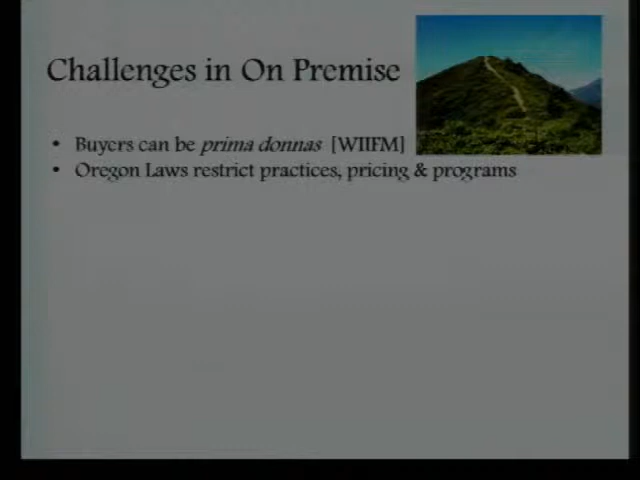 Challenges in On Premise
• Buyers can be prima donnas [WIIFM]
• Oregon Laws restrict practices, pricing & programs